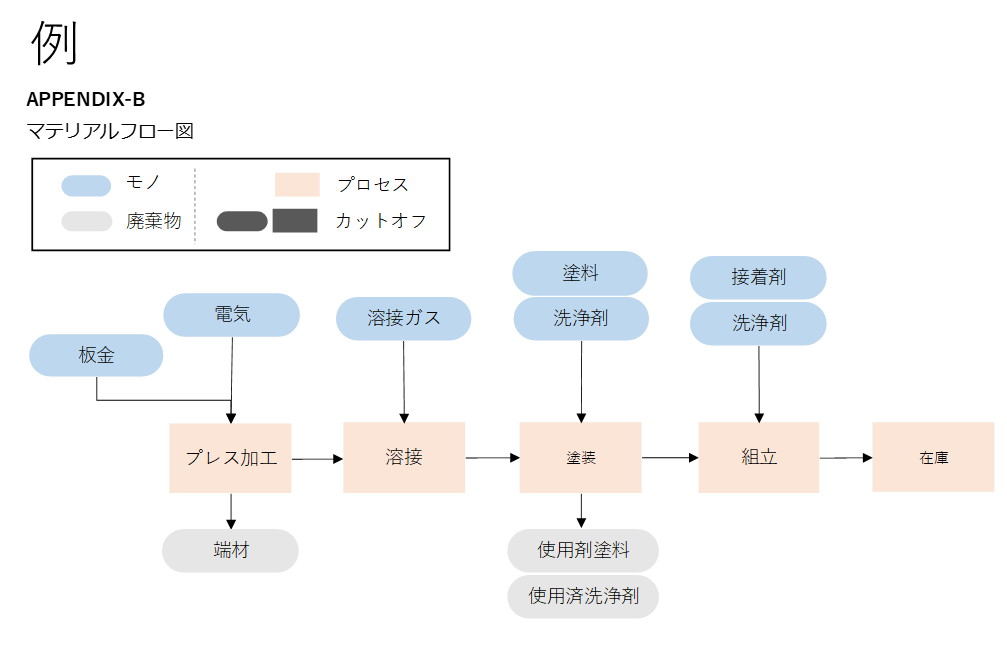 例
APPENDIX-B
マテリアルフロー図
モノ
プロセス
廃棄物
カットオフ
塗料
接着剤
電気
溶接ガス
洗浄剤
洗浄剤
板金
プレス加工
溶接
塗装
組立
在庫
端材
使用剤塗料
使用済洗浄剤